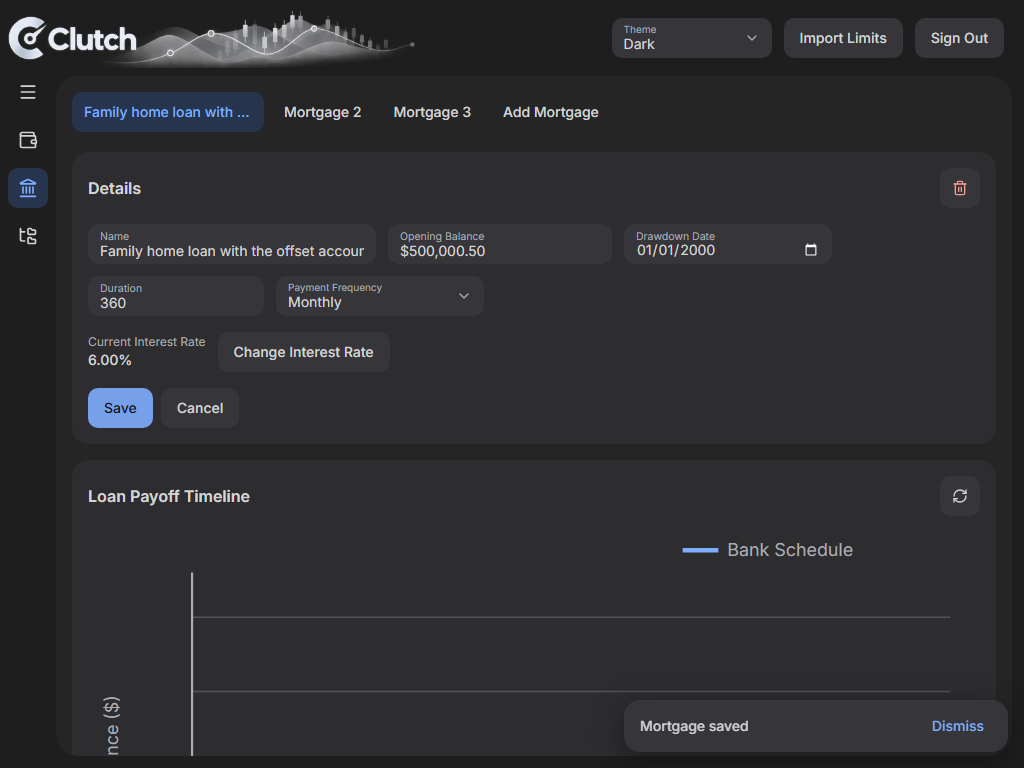 Clutch
Theme
Dark
Import Limits
Sign Out
Family home loan with ...
Mortgage 2
Mortgage 3
Add Mortgage
Details
Name
Family home loan with the offset accour
Opening Balance
$500,000.50
Drawdown Date
01/01/2000
Duration
360
Payment Frequency
Monthly
Current Interest Rate
6.00%
Change Interest Rate
Save
Cancel
Loan Payoff Timeline
Bank Schedule
nce ($)
Mortgage saved
Dismiss